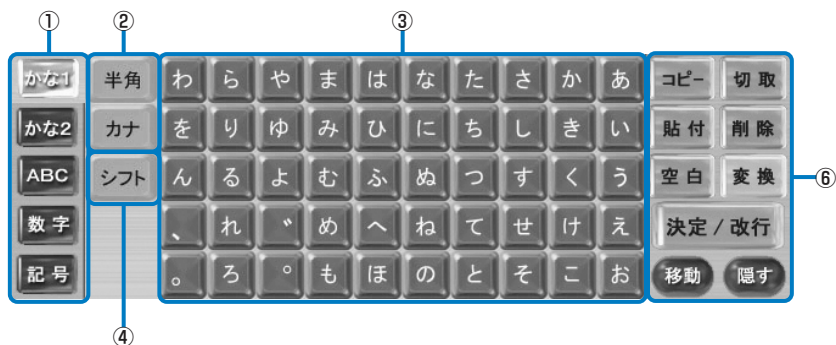 ① ② ③
かな1 半角 わ ら や ま は な た さ か あ コピー 切取
かな2 カナ を り ゆ み ひ に ち し き い 貼付 削除
ABC シフト ん る よ む ふ ぬ つ す く う 空白 変換 ⑥
数字 、 れ ゛ め へ ね て せ け え 決定 / 改行
記号 。 ろ ゜ も ほ の と そ こ お 移動 隠す
④